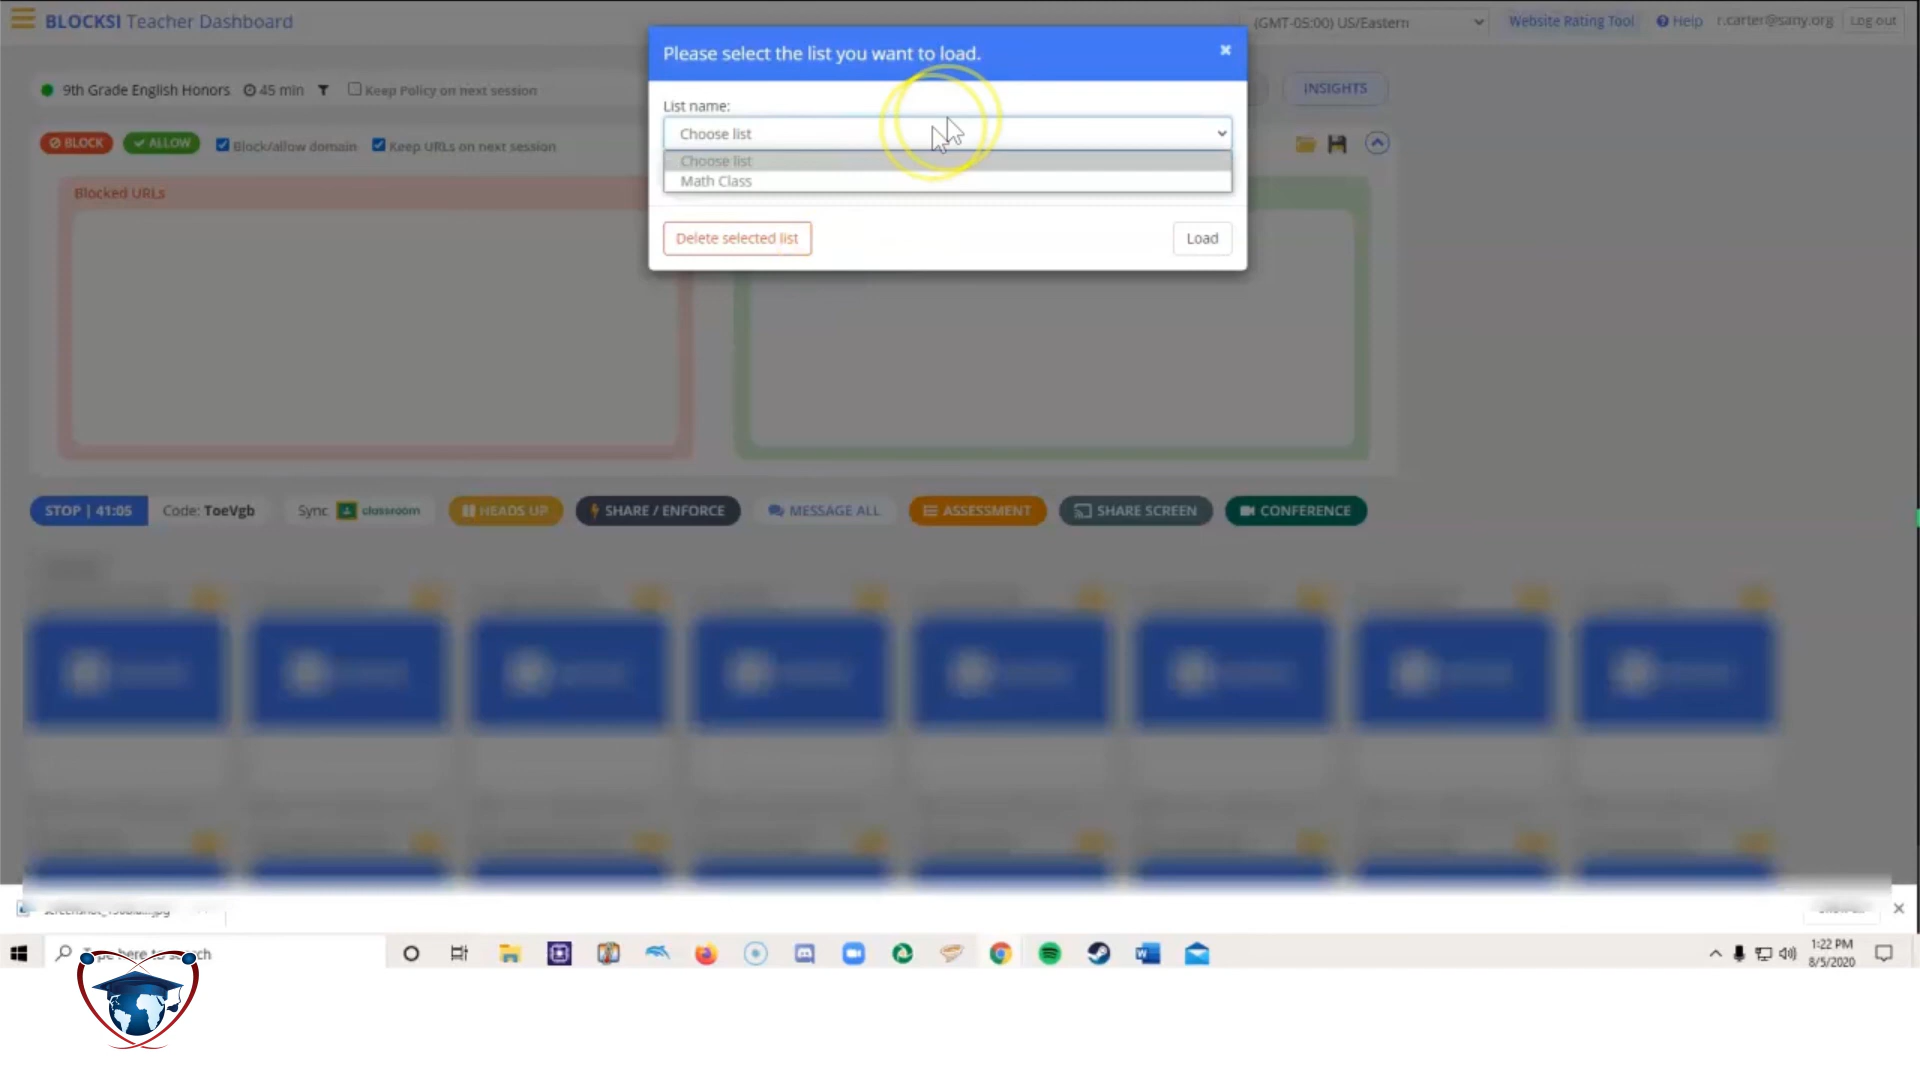 BLOCKSI Teacher Dashboard
(GMT-05:00) US/Eastern
Website Rating Tool
Help
r.carter@sany.org
Log out
Please select the list you want to load.
9th Grade English Honors
45 min
Keep Policy on next session
INSIGHTS
List name:
Choose list
Choose list
Math Class
BLOCK
ALLOW
Block/allow domain
Keep URLs on next session
Blocked URLs
Delete selected list
Load
STOP | 41:05
Code: ToeVgb
Sync
classroom
HEADS UP
SHARE / ENFORCE
MESSAGE ALL
ASSESSMENT
SHARE SCREEN
CONFERENCE
Type here to search
1:22 PM
8/5/2020